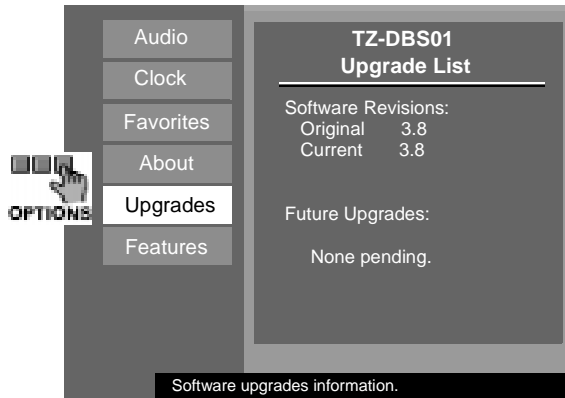 Audio
Clock
Favorites
About
Upgrades
Features
OPTIONS
TZ-DBS01
Upgrade List
Software Revisions:
Original 3.8
Current 3.8
Future Upgrades:
None pending.
Software upgrades information.